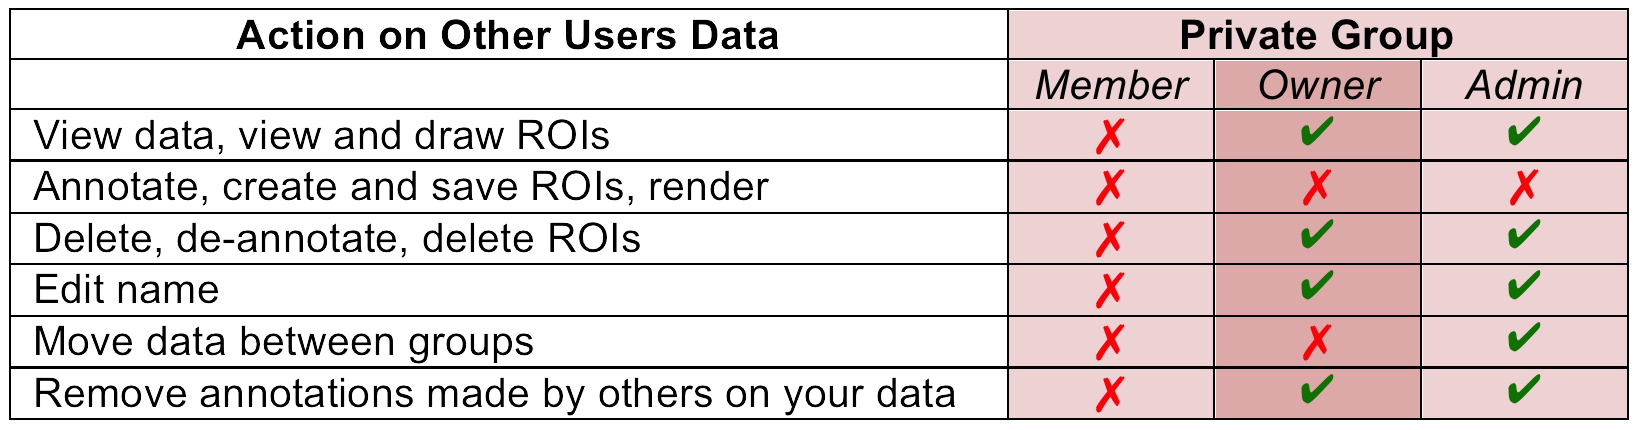 Action on Other Users Data Private Group
Member Owner Admin
View data, view and draw ROIs ✗ ✔ ✔
Annotate, create and save ROIs, render ✗ ✗ ✗
Delete, de-annotate, delete ROIs ✗ ✔ ✔
Edit name ✗ ✔ ✔
Move data between groups ✗ ✗ ✔
Remove annotations made by others on your data ✗ ✔ ✔